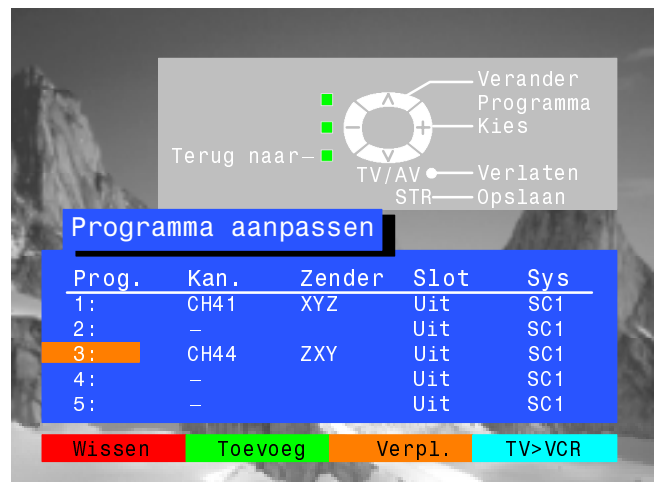 Verander
Programma
Kies
Terug naar
TV/AV Verlaten
STR Opslaan
Programma aanpassen
Prog. Kan. Zender Slot Sys
1: CH41 XYZ Uit SC1
2: – Uit SC1
3: CH44 ZXY Uit SC1
4: – Uit SC1
5: – Uit SC1
Wissen Toevoeg Verpl. TV>VCR